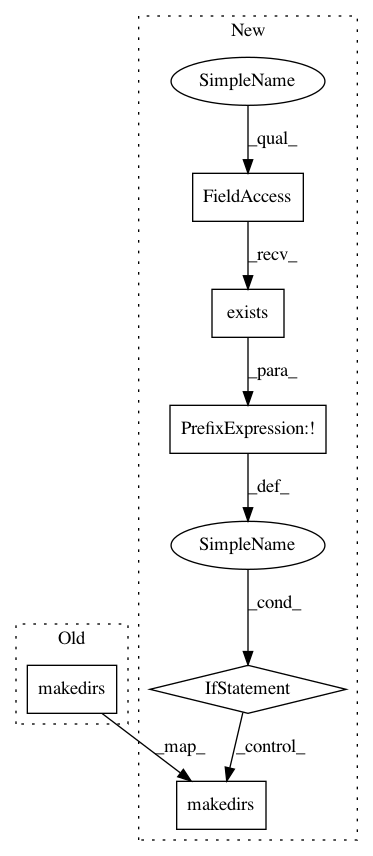 New
SimpleName
_qual_
FieldAccess
_recv_
exists
_para_
PrefixExpression:!
_def_
SimpleName
_cond_
Old
IfStatement
makedirs
_map_
_control_
makedirs